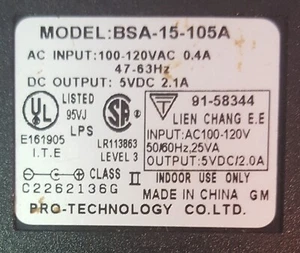 MODEL:BSA-15-105A
AC INPUT:100-120VAC 0.4A
47-63Hz
DC OUTPUT: 5VDC 2.1A
UL
LISTED
95VJ
LPS
E161905
I.T.E
LR113863
LEVEL 3
91-58344
LIEN CHANG E.E
INPUT:AC100-120V
50/60Hz,25VA
OUTPUT:5VDC/2.0A
CLASS II
INDOOR USE ONLY
C2262136G
MADE IN CHINA GM
PRO-TECHNOLOGY CO.LTD.